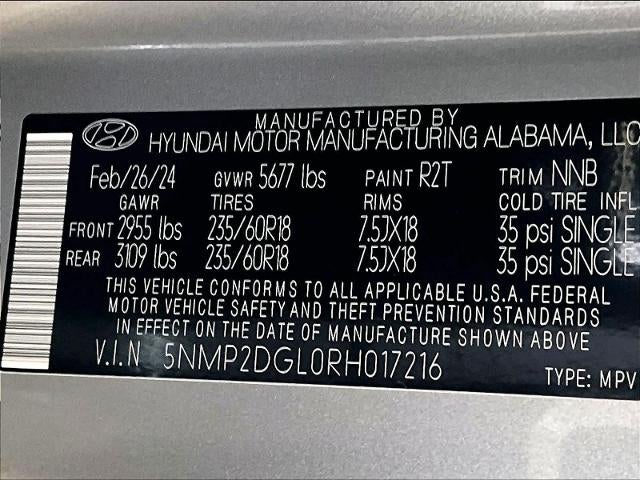 MANUFACTURED BY
HYUNDAI MOTOR MANUFACTURING ALABAMA, LLC
Feb/26/24 GVWR 5677 lbs PAINT R2T TRIM NNB
GAWR TIRES RIMS COLD TIRE INFL
FRONT 2955 lbs 235/60R18 7.5JX18 35 psi SINGLE
REAR 3109 lbs 235/60R18 7.5JX18 35 psi SINGLE
THIS VEHICLE CONFORMS TO ALL APPLICABLE U.S.A. FEDERAL
MOTOR VEHICLE SAFETY AND THEFT PREVENTION STANDARDS
IN EFFECT ON THE DATE OF MANUFACTURE SHOWN ABOVE
V.I.N 5NMP2DGL0RH017216
TYPE: MPV